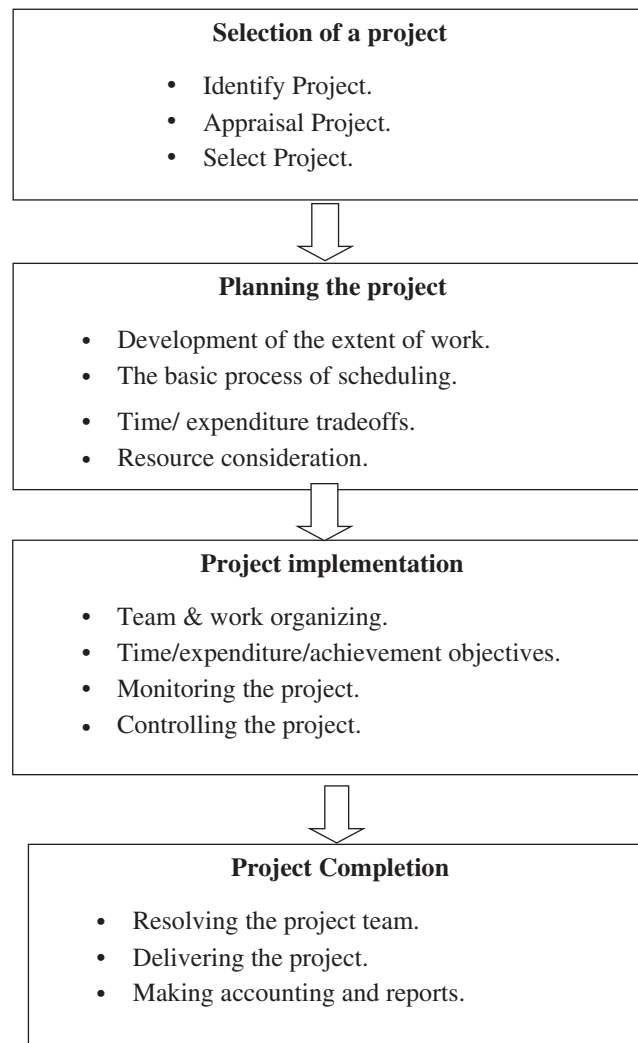 Selection of a project
• Identify Project.
• Appraisal Project.
• Select Project.
Planning the project
• Development of the extent of work.
• The basic process of scheduling.
• Time/ expenditure tradeoffs.
• Resource consideration.
Project implementation
• Team & work organizing.
• Time/expenditure/achievement objectives.
• Monitoring the project.
• Controlling the project.
Project Completion
• Resolving the project team.
• Delivering the project.
• Making accounting and reports.